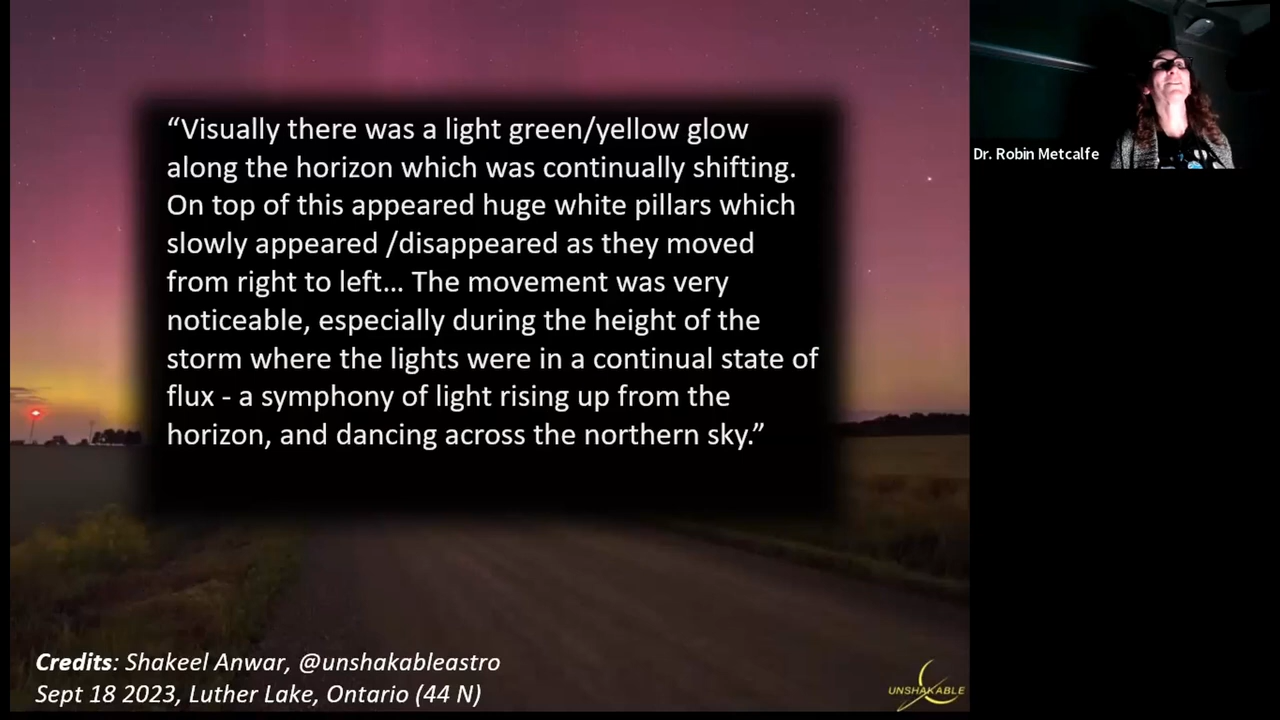 “Visually there was a light green/yellow glow
along the horizon which was continually shifting.
On top of this appeared huge white pillars which
slowly appeared /disappeared as they moved
from right to left... The movement was very
noticeable, especially during the height of the
storm where the lights were in a continual state of
flux - a symphony of light rising up from the
horizon, and dancing across the northern sky.”
Dr. Robin Metcalfe
Credits: Shakeel Anwar, @unshakableastro
Sept 18 2023, Luther Lake, Ontario (44 N)
UNSHAKABLE